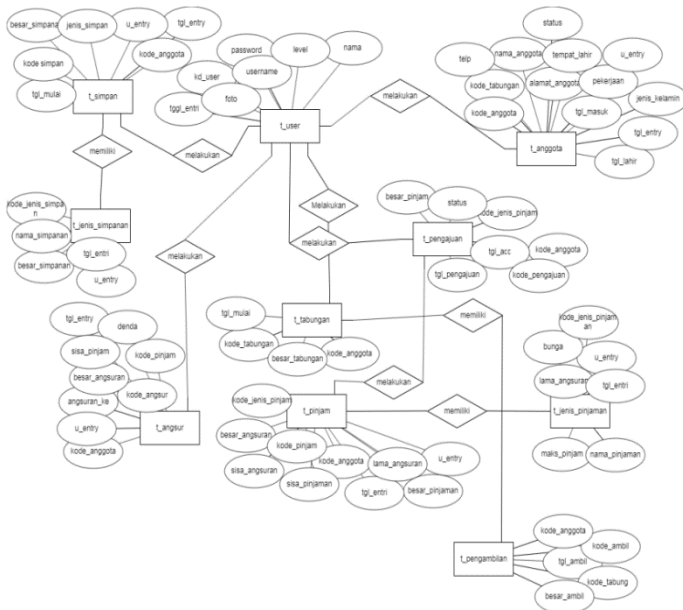 status
besar_simpana
jenis_simpan
u_entry
tgl_entry
password
level
nama
telp
nama_anggota
tempat_lahir
u_entry
kode simpan
kode_anggota
kd_user
username
kode_tabungan
alamat_anggota
pekerjaan
jenis_kelamin
tgl_mulai
t_simpan
tggl_entri
foto
melakukan
kode_anggota
tgl_masuk
t_user
tgl_entry
t_anggota
tgl_lahir
memiliki
melakukan
kode_jenis_simpa
n
t_jenis_simpanan
nama_simpanan
tgl_entri
besar_simpanan
u_entry
melakukan
Melakukan
melakukan
besar_pinjam
status
kode_jenis_pinjam
t_pengajuan
tgl_acc
kode_anggota
tgl_pengajuan
kode_pengajuan
tgl_mulai
t_tabungan
kode_tabungan
besar_tabungan
kode_anggota
memiliki
kode_jenis_pinjam
an
bunga
u_entry
lama_angsuran
tgl_entri
t_jenis_pinjaman
maks_pinjam
nama_pinjaman
tgl_entry
denda
sisa_pinjam
kode_pinjam
besar_angsuran
angsuran_ke
kode_angsur
u_entry
t_angsur
kode_anggota
melakukan
kode_jenis_pinjam
t_pinjam
memiliki
besar_angsuran
kode_pinjam
sisa_angsuran
kode_anggota
lama_angsuran
u_entry
sisa_pinjaman
tgl_entri
besar_pinjaman
kode_anggota
kode_ambil
t_pengambilan
tgl_ambil
kode_tabung
besar_ambil